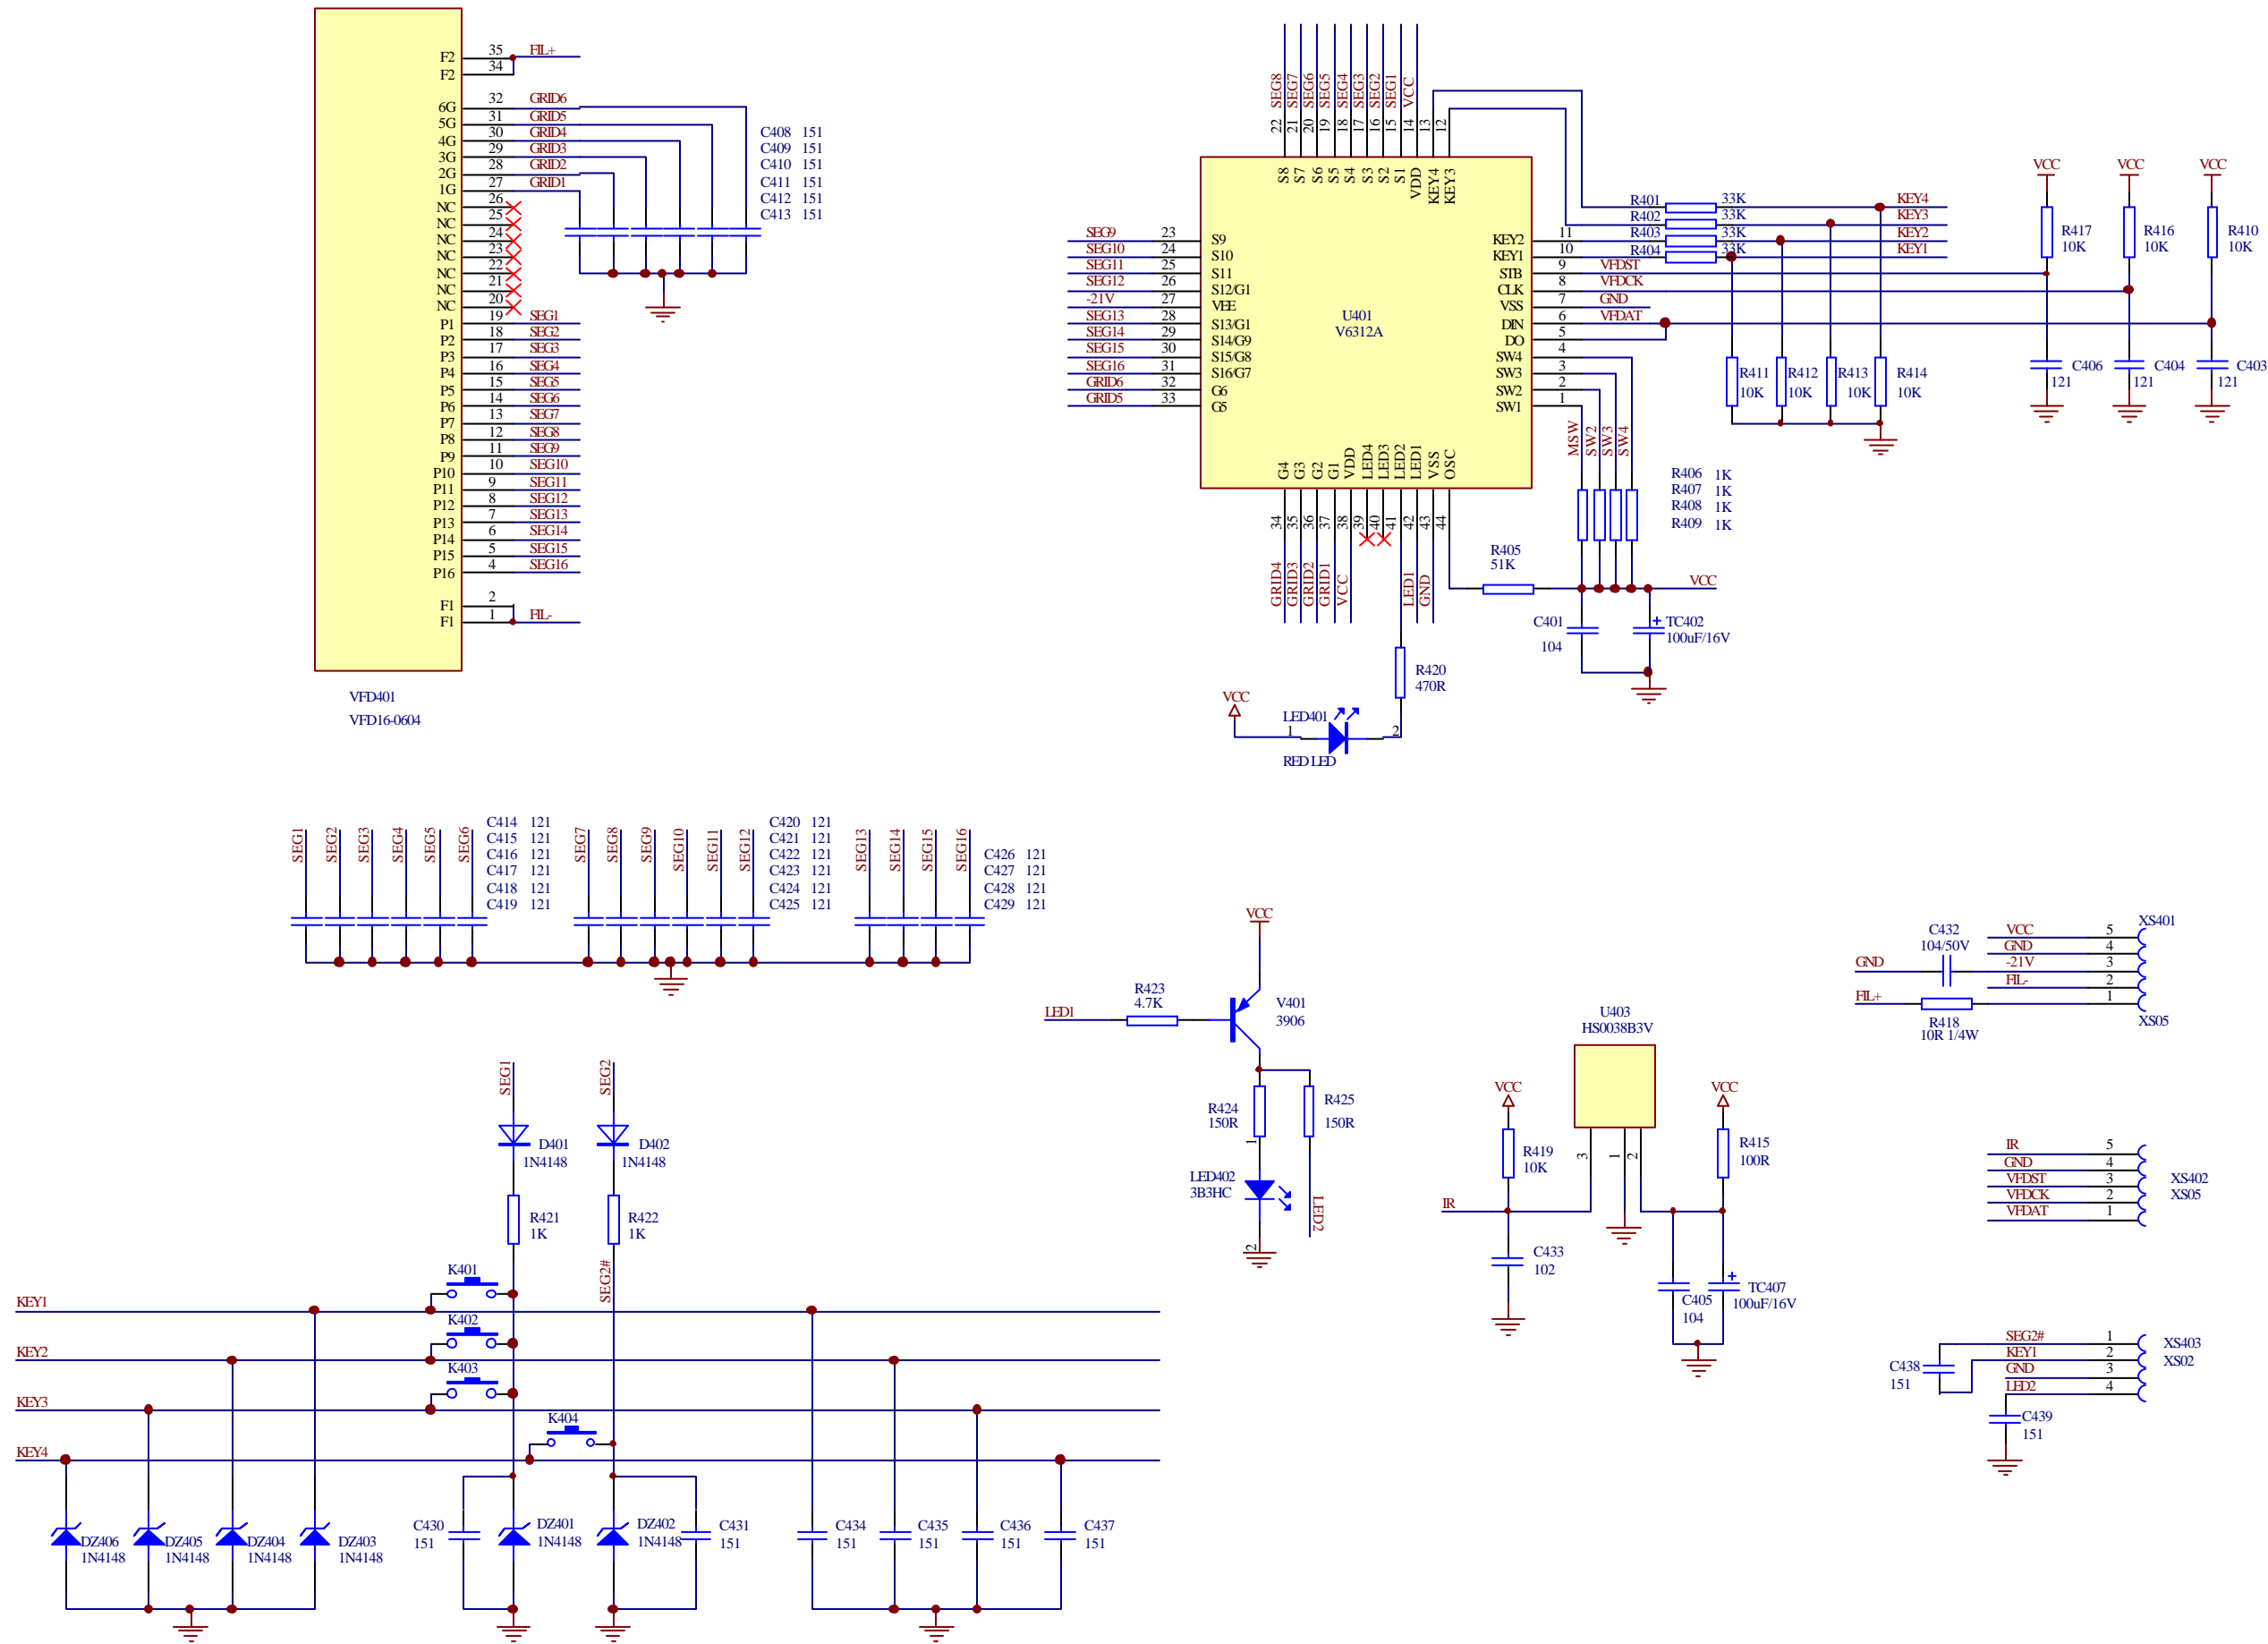 F2 35 FIL+
F2 34
6G 32 GRID6
5G 31 GRID5
4G 30 GRID4
3G 29 GRID3
2G 28 GRID2
1G 27 GRID1
NC 26
NC 25
NC 24
NC 23
NC 22
NC 21
NC 20
P1 19 SEG1
P2 18 SEG2
P3 17 SEG3
P4 16 SEG4
P5 15 SEG5
P6 14 SEG6
P7 13 SEG7
P8 12 SEG8
P9 11 SEG9
P10 10 SEG10
P11 9 SEG11
P12 8 SEG12
P13 7 SEG13
P14 6 SEG14
P15 5 SEG15
P16 4 SEG16
F1 2
F1 1 FIL-
VFD401
VFD16-0604
C408 151
C409 151
C410 151
C411 151
C412 151
C413 151
SEG8 22 S8
SEG7 21 S7
SEG6 20 S6
SEG5 19 S5
SEG4 18 S4
SEG3 17 S3
SEG2 16 S2
SEG1 15 S1
VCC 14 VDD
13 KEY4
12 KEY3
SEG9 23 S9
SEG10 24 S10
SEG11 25 S11
SEG12 26 S12/G1
-21V 27 VEE
SEG13 28 S13/G1
SEG14 29 S14/G9
SEG15 30 S15/G8
SEG16 31 S16/G7
GRID6 32 G6
GRID5 33 G5
U401
V6312A
KEY2 11
KEY1 10
STB 9 VFDST
CLK 8 VFDCK
VSS 7 GND
DIN 6 VFDAT
DO 5
SW4 4
SW3 3
SW2 2
SW1 1
G4 34 GRID4
G3 35 GRID3
G2 36 GRID2
G1 37 GRID1
VDD 38 VCC
LED4 39
LED3 40
LED2 41
LED1 42 LED1
VSS 43 GND
OSC 44
R401 33K KEY4
R402 33K KEY3
R403 33K KEY2
R404 33K KEY1
VCC
R417
10K
VCC
R416
10K
VCC
R410
10K
R411
10K
R412
10K
R413
10K
R414
10K
C406
121
C404
121
C403
121
MSW
SW2
SW3
SW4
R406 1K
R407 1K
R408 1K
R409 1K
R405
51K
VCC
C401
104
+ TC402
100uF/16V
R420
470R
VCC
LED401
1 2
RED LED
SEG1
SEG2
SEG3
SEG4
SEG5
SEG6
C414 121
C415 121
C416 121
C417 121
C418 121
C419 121
SEG7
SEG8
SEG9
SEG10
SEG11
SEG12
C420 121
C421 121
C422 121
C423 121
C424 121
C425 121
SEG13
SEG14
SEG15
SEG16
C426 121
C427 121
C428 121
C429 121
VCC
LED1
R423
4.7K
V401
3906
R424
150R
R425
150R
1
LED402
3B3HC
2
LED2
U403
HS0038B3V
3
1
2
VCC
R419
10K
VCC
R415
100R
IR
C433
102
C405
104
+
TC407
100uF/16V
C432
104/50V
GND
FIL+
R418
10R 1/4W
XS401
VCC 5
GND 4
-21V 3
FIL- 2
1
XS05
IR 5
GND 4
VFDST 3
VFDCK 2
VFDAT 1
XS402
XS05
SEG2# 1
KEY1 2
GND 3
LED2 4
XS403
XS02
C438
151
C439
151
SEG1
SEG2
D401
1N4148
D402
1N4148
R421
1K
R422
1K
SEG2#
K401
KEY1
K402
KEY2
K403
KEY3
K404
KEY4
DZ406
1N4148
DZ405
1N4148
DZ404
1N4148
DZ403
1N4148
C430
151
DZ401
1N4148
DZ402
1N4148
C431
151
C434
151
C435
151
C436
151
C437
151